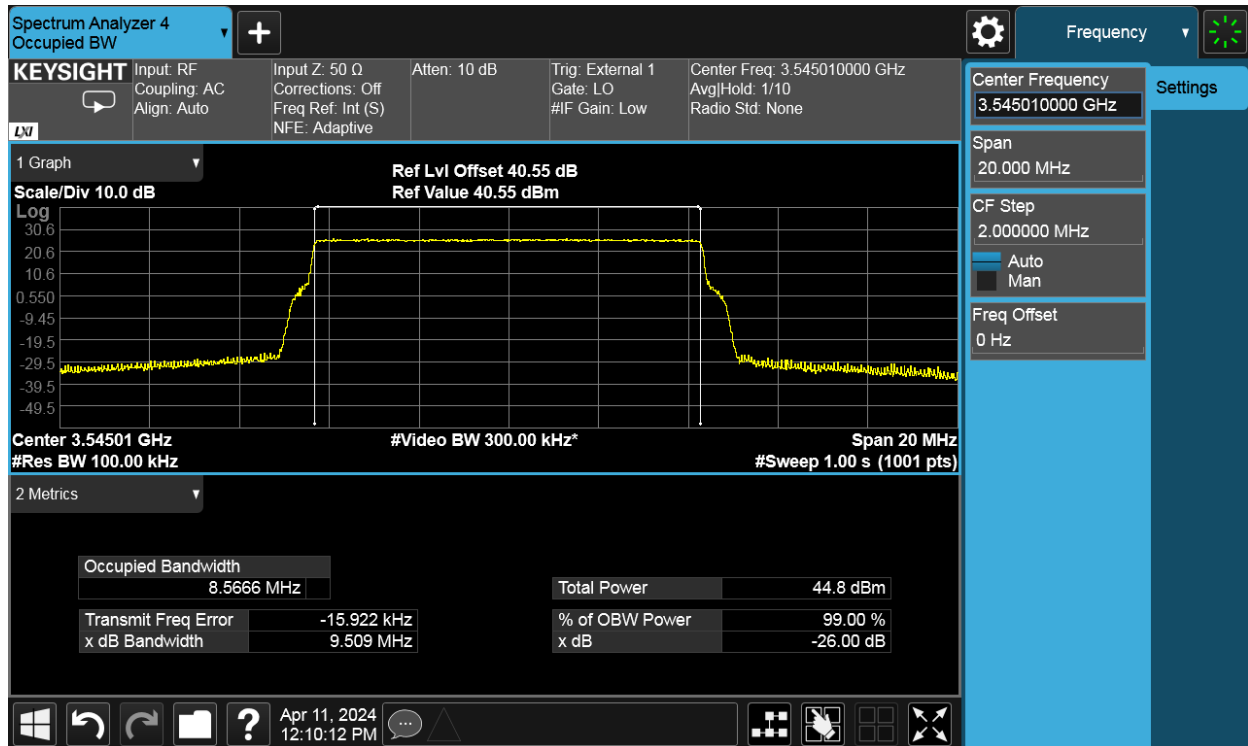 Spectrum Analyzer 4
Occupied BW
+
Frequency
KEYSIGHT
LXI
Input: RF
Coupling: AC
Align: Auto
Input Z: 50 Ω
Corrections: Off
Freq Ref: Int (S)
NFE: Adaptive
Atten: 10 dB
Trig: External 1
Gate: LO
#IF Gain: Low
Center Freq: 3.545010000 GHz
Avg|Hold: 1/10
Radio Std: None
Center Frequency
3.545010000 GHz
Settings
Span
20.000 MHz
CF Step
2.000000 MHz
Auto
Man
Freq Offset
0 Hz
1 Graph
Scale/Div 10.0 dB
Ref Lvl Offset 40.55 dB
Ref Value 40.55 dBm
Log
30.6
20.6
10.6
0.550
-9.45
-19.5
-29.5
-39.5
-49.5
Center 3.54501 GHz
#Video BW 300.00 kHz*
Span 20 MHz
#Res BW 100.00 kHz
#Sweep 1.00 s (1001 pts)
2 Metrics
Occupied Bandwidth
8.5666 MHz
Total Power 44.8 dBm
Transmit Freq Error -15.922 kHz
% of OBW Power 99.00 %
x dB Bandwidth 9.509 MHz
x dB -26.00 dB
?
Apr 11, 2024
12:10:12 PM